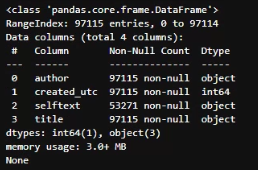 <class 'pandas.core.frame.DataFrame'>
RangeIndex: 97115 entries, 0 to 97114
Data columns (total 4 columns):
 #   Column       Non-Null Count  Dtype
---  ------       --------------  -----
 0   author       97115 non-null  object
 1   created_utc  97115 non-null  int64
 2   selftext     53271 non-null  object
 3   title        97115 non-null  object
dtypes: int64(1), object(3)
memory usage: 3.0+ MB
None